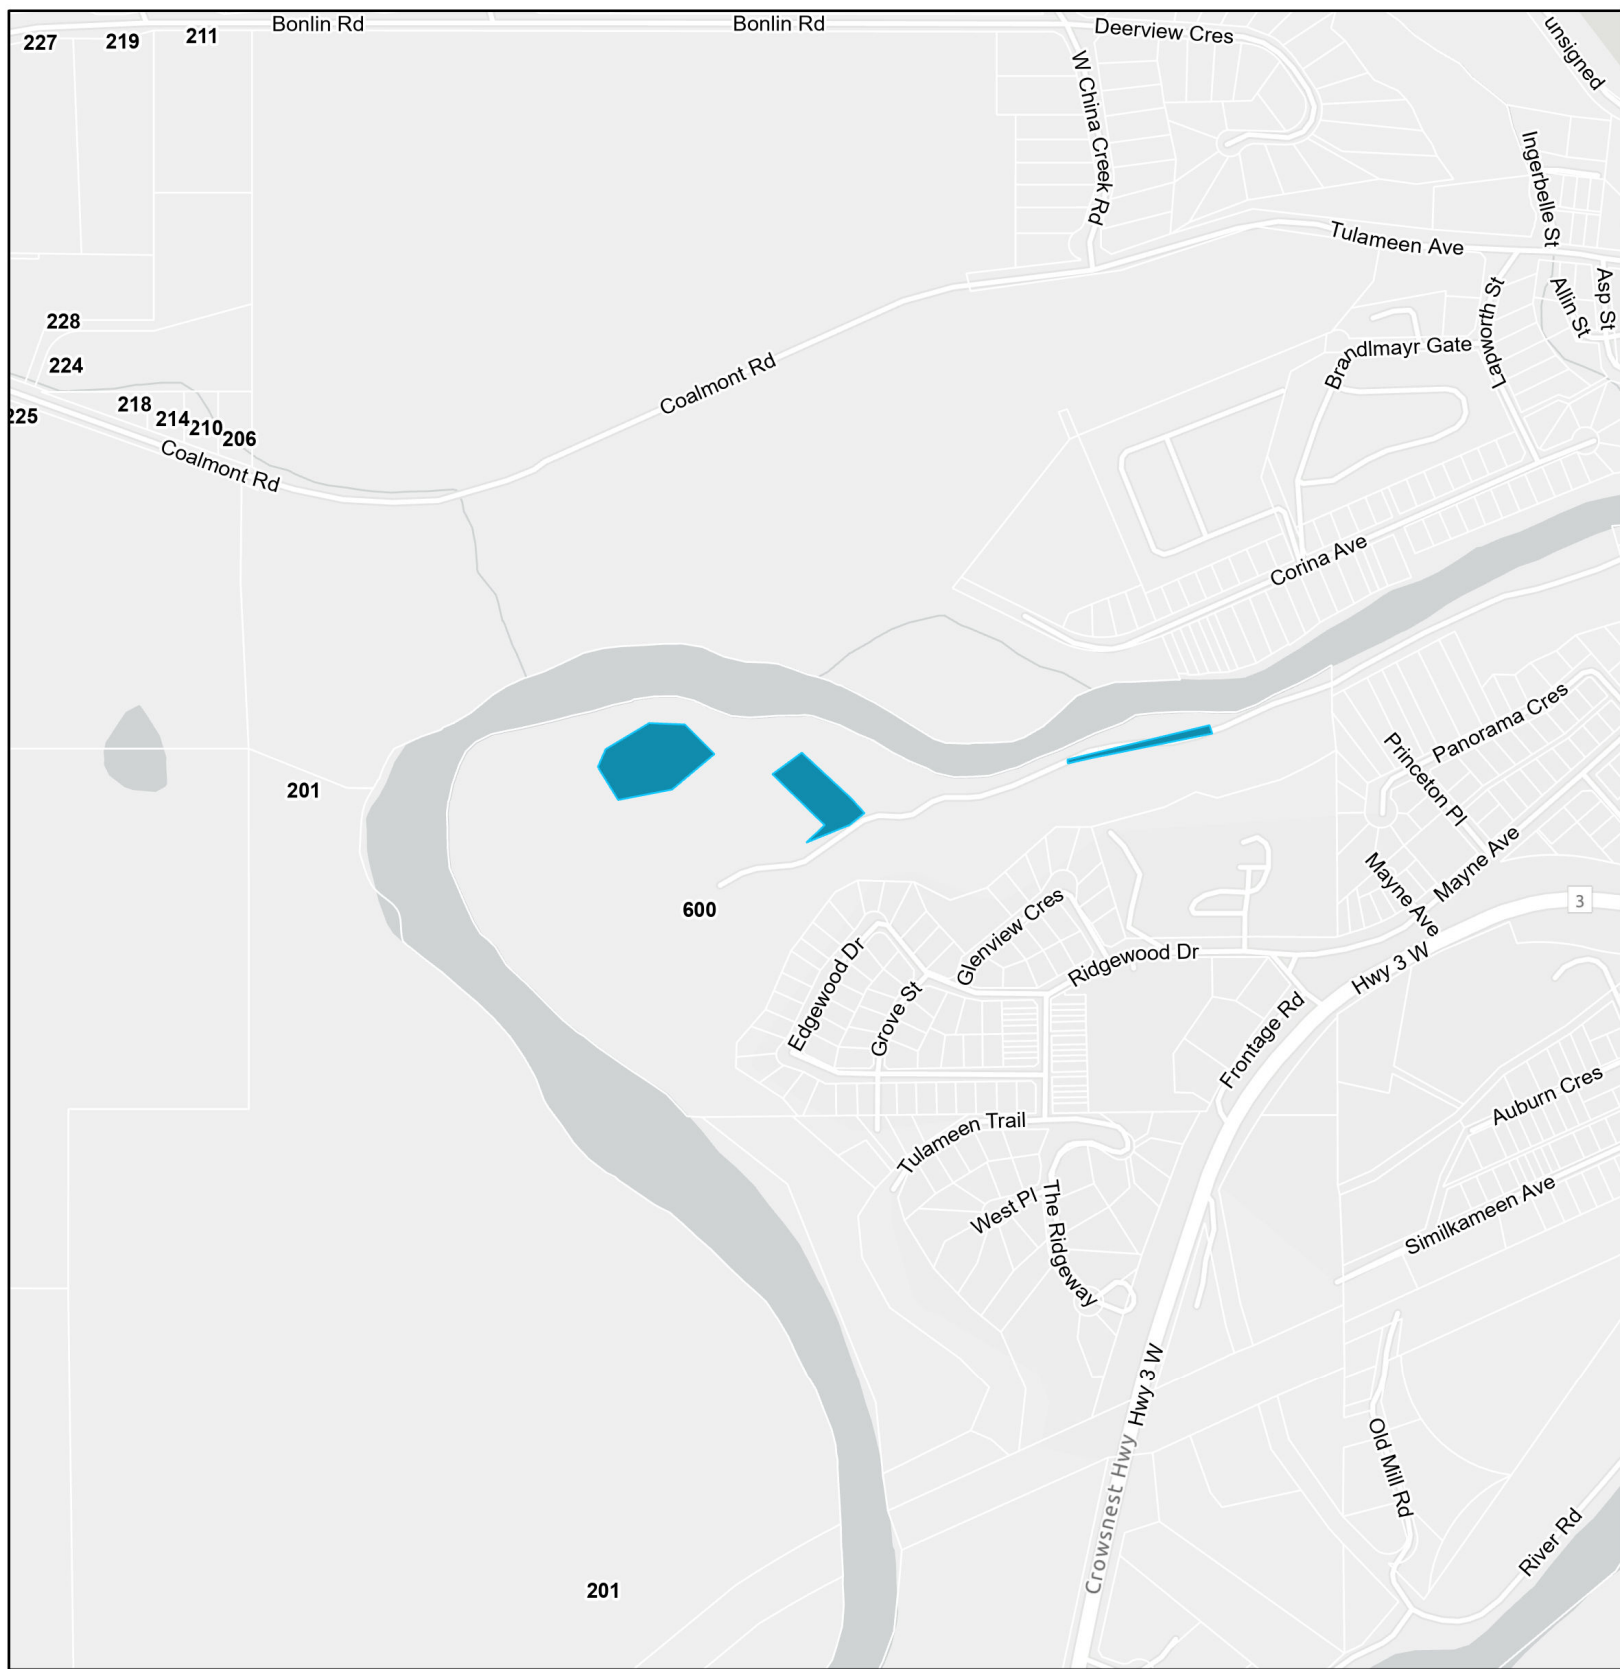 Bonlin Rd
Bonlin Rd
Deerview Cres
unsigned
227
219
211
W China Creek Rd
Ingerbelle St
Tulameen Ave
Allin St
Asp St
Lapworth St
228
224
Brandlmayr Gate
Coalmont Rd
218
214
210
206
225
Coalmont Rd
Corina Ave
Panorama Cres
Princeton Pl
201
Mayne Ave
Mayne Ave
3
600
Glenview Cres
Edgewood Dr
Ridgewood Dr
Hwy 3 W
Grove St
Frontage Rd
Auburn Cres
Tulameen Trail
West Pl
The Ridgeway
Similkameen Ave
Hwy 3 W
Crowsnest Hwy
Old Mill Rd
River Rd
201